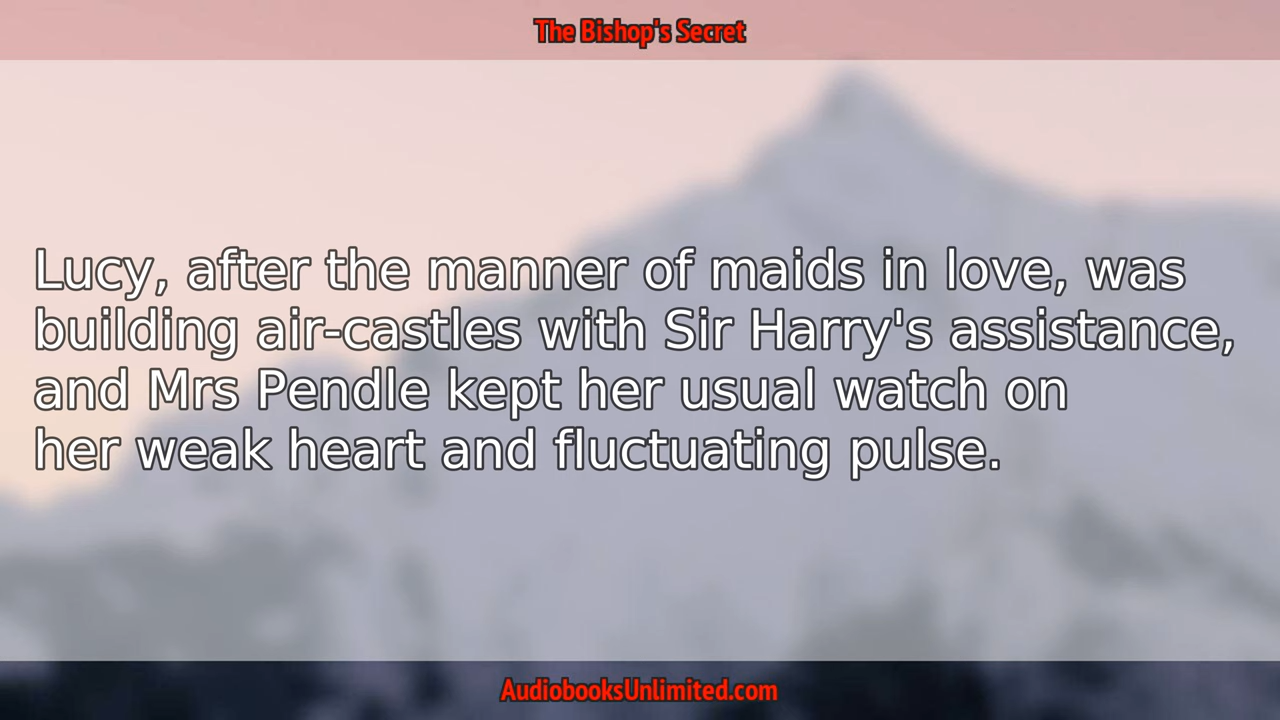 The Bishop's Secret
Lucy, after the manner of maids in love, was
building air-castles with Sir Harry's assistance,
and Mrs Pendle kept her usual watch on
her weak heart and fluctuating pulse.
AudiobooksUnlimited.com